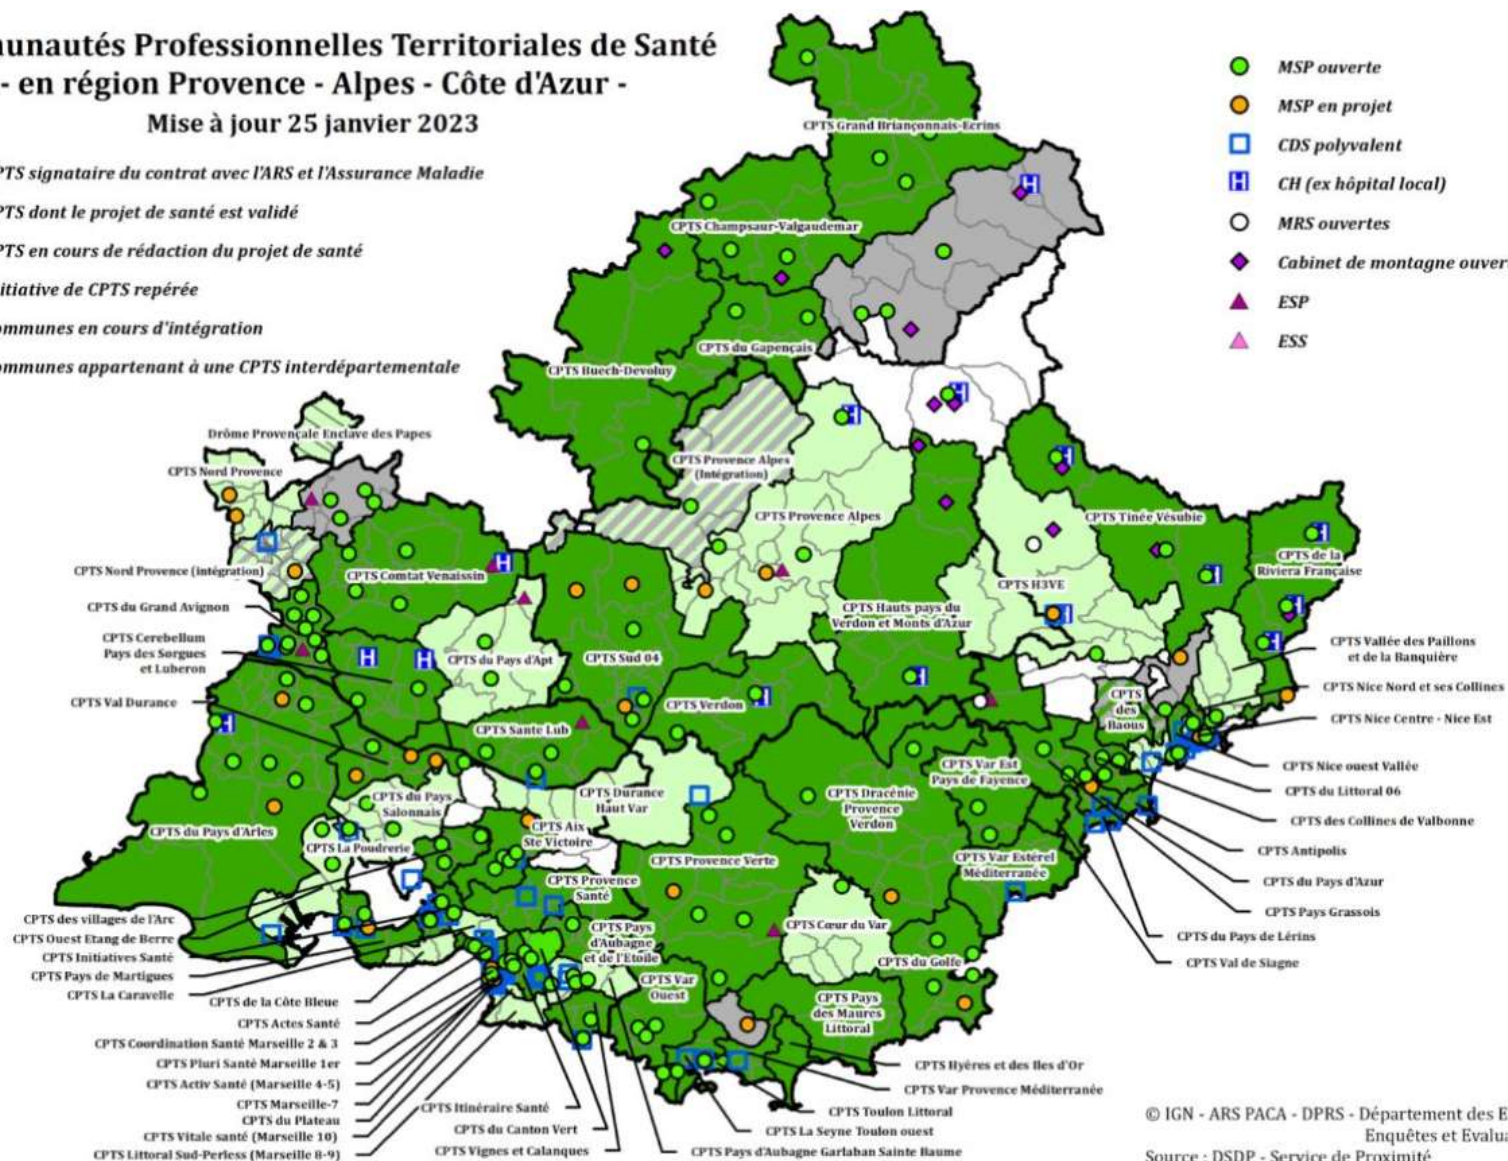 unautés Professionnelles Territoriales de Santé
- en région Provence - Alpes - Côte d'Azur -
Mise à jour 25 janvier 2023
PTS signataire du contrat avec l'ARS et l'Assurance Maladie
PTS dont le projet de santé est validé
PTS en cours de rédaction du projet de santé
itiative de CPTS repérée
ommunes en cours d'intégration
ommunes appartenant à une CPTS interdépartementale
MSP ouverte
MSP en projet
CDS polyvalent
H CH (ex hôpital local)
MRS ouvertes
Cabinet de montagne ouver
ESP
ESS
CPTS Grand Briançonnais-Ecrins
CPTS Champsaur-Valgaudemar
CPTS du Gapençais
CPTS Buech-Devoluy
Drôme Provençale Enclave des Papes
CPTS Nord Provence
CPTS Provence Alpes
(Intégration)
CPTS Provence Alpes
CPTS Tinée Vésubie
CPTS de la
Riviera Française
CPTS Nord Provence (intégration)
CPTS Comtat Venaissin
CPTS H3VE
CPTS du Grand Avignon
CPTS Hauts pays du
Verdon et Monts d'Azur
CPTS Cerebellum
Pays des Sorgues
et Luberon
CPTS du Pays d'Apt
CPTS Sud 04
CPTS Vallée des Paillons
et de la Banquière
CPTS Val Durance
CPTS Verdon
CPTS
des
Baous
CPTS Nice Nord et ses Collines
CPTS Nice Centre - Nice Est
CPTS Sante Lub
CPTS Var Est
Pays de Fayence
CPTS Nice ouest Vallée
CPTS du Littoral 06
CPTS du Pays
Salonnais
CPTS Durance
Haut Var
CPTS Dracénie
Provence
Verdon
CPTS des Collines de Valbonne
CPTS du Pays d'Arles
CPTS La Poudrerie
CPTS Aix
Ste Victoire
CPTS Provence Verte
CPTS Var Estérel
Méditerranée
CPTS Antipolis
CPTS du Pays d'Azur
CPTS Pays Grassois
CPTS du Pays de Lérins
CPTS Val de Siagne
CPTS Provence
Santé
CPTS Pays
d'Aubagne
et de l'Etoile
CPTS Cœur du Var
CPTS du Golfe
CPTS Var
Ouest
CPTS Pays
des Maures
Littoral
CPTS des villages de l'Arc
CPTS Ouest Etang de Berre
CPTS Initiatives Santé
CPTS Pays de Martigues
CPTS La Caravelle
CPTS de la Côte Bleue
CPTS Actes Santé
CPTS Coordination Santé Marseille 2 & 3
CPTS Pluri Santé Marseille 1er
CPTS Activ Santé (Marseille 4-5)
CPTS Marseille-7
CPTS du Plateau
CPTS Vitale santé (Marseille 10)
CPTS Littoral Sud-Perless (Marseille 8-9)
CPTS Itinéraire Santé
CPTS du Canton Vert
CPTS Vignes et Calanques
CPTS Hyères et des Iles d'Or
CPTS Var Provence Méditerranée
CPTS Toulon Littoral
CPTS La Seyne Toulon ouest
CPTS Pays d'Aubagne Garlaban Sainte Baume
© IGN - ARS PACA - DPRS - Département des E
Enquêtes et Evalua
Source : DSDP - Service de Proximité